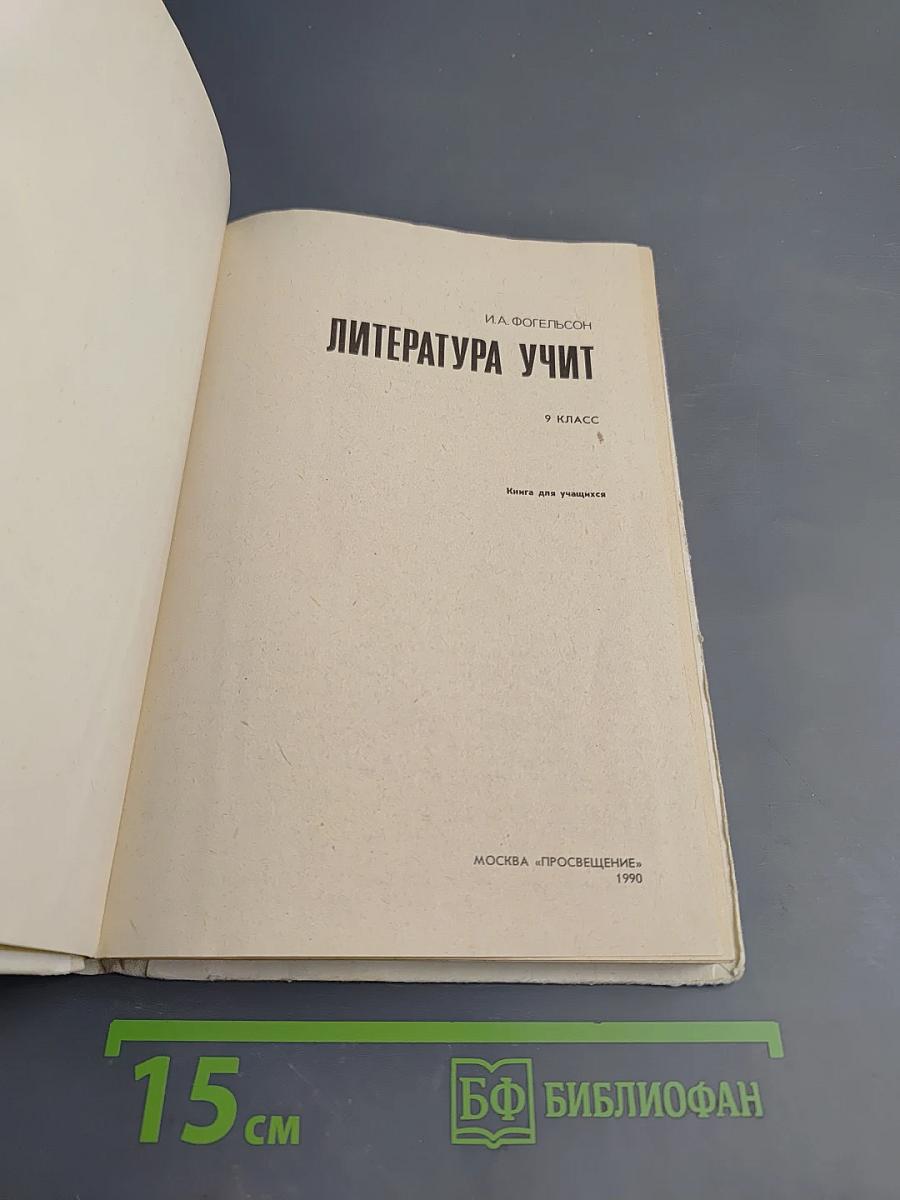 И.А. ФОГЕЛЬСОН
ЛИТЕРАТУРА УЧИТ
9 КЛАСС
Книга для учащихся
МОСКВА «ПРОСВЕЩЕНИЕ»
1990
15 СМ
БФ БИБЛИОФАН